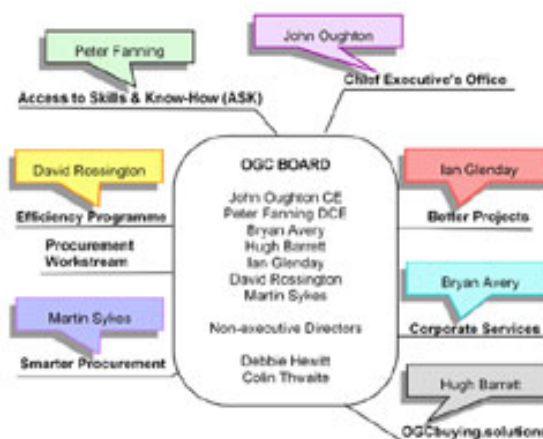 Peter Fanning
John Oughton
Access to Skills & Know-How (ASK)
Chief Executive's Office
David Rossington
Efficiency Programme
Procurement
Workstream
Martin Sykes
Smarter Procurement
OGC BOARD
John Oughton CE
Peter Fanning DCE
Bryan Avery
Hugh Barrett
Ian Glenday
David Rossington
Martin Sykes
Non-executive Directors
Debbie Hewitt
Colin Thwaite
Ian Glenday
Better Projects
Bryan Avery
Corporate Services
Hugh Barrett
OGCbuying.solutions